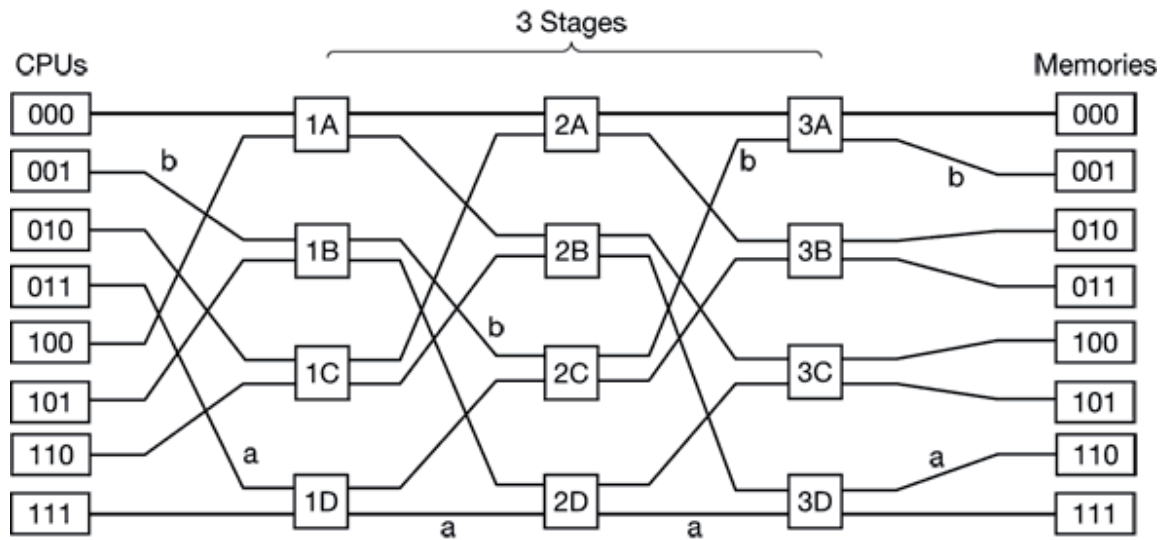 3 Stages
CPUs
Memories
000 1A 2A 3A 000
b b b
001 001
010 1B 2B 3B 010
011 011
b
100 1C 2C 3C 100
101 101
110 a a 110
111 1D 2D 3D 111
a a